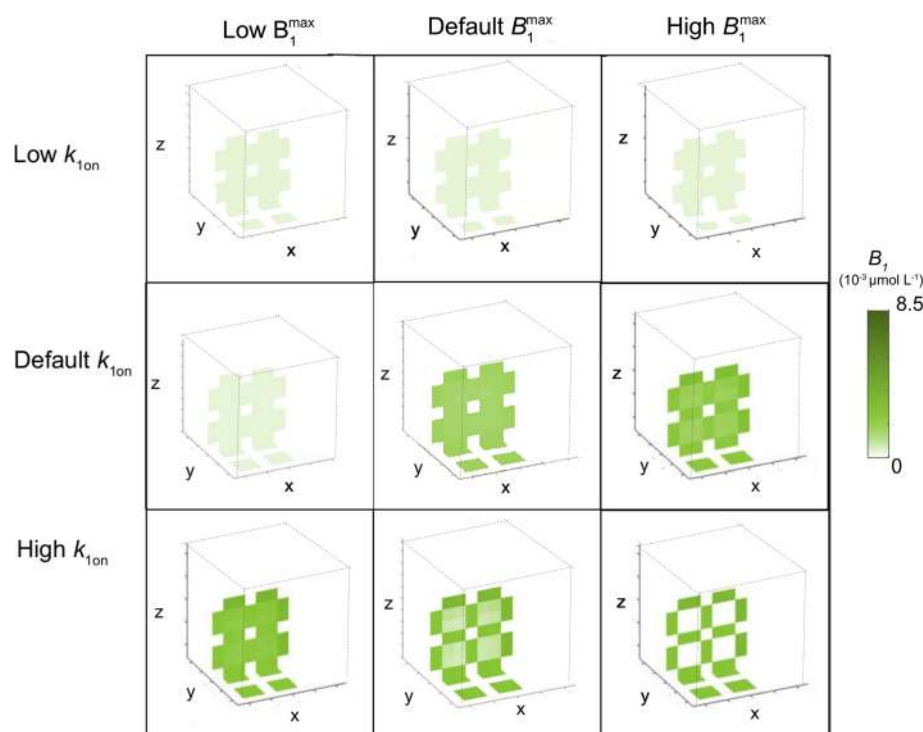 Low B₁ᵐᵃˣ Default B₁ᵐᵃˣ High B₁ᵐᵃˣ
Low k₁ₒₙ
z y x
z y x
z y x
B₁
(10⁻³ μmol L⁻¹)
8.5
0
Default k₁ₒₙ
z y x
z y x
z y x
High k₁ₒₙ
z y x
z y x
z y x